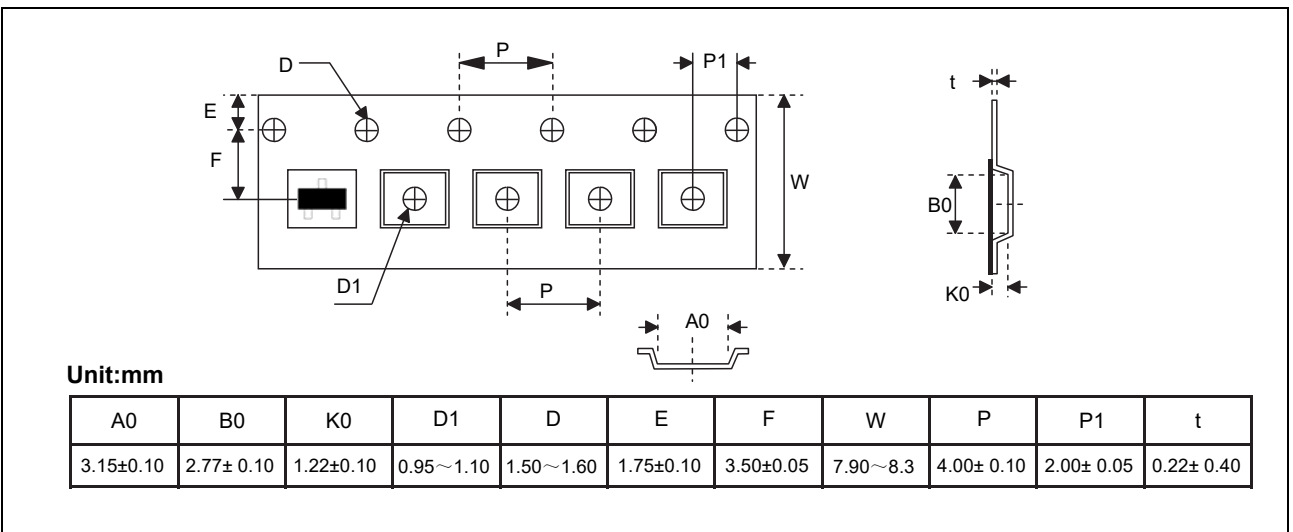 P
P1
D
t
E
F
W
B0
D1
P
K0
A0
Unit:mm
A0 B0 K0 D1 D E F W P P1 t
3.15±0.10 2.77± 0.10 1.22±0.10 0.95～1.10 1.50～1.60 1.75±0.10 3.50±0.05 7.90～8.3 4.00± 0.10 2.00± 0.05 0.22± 0.40